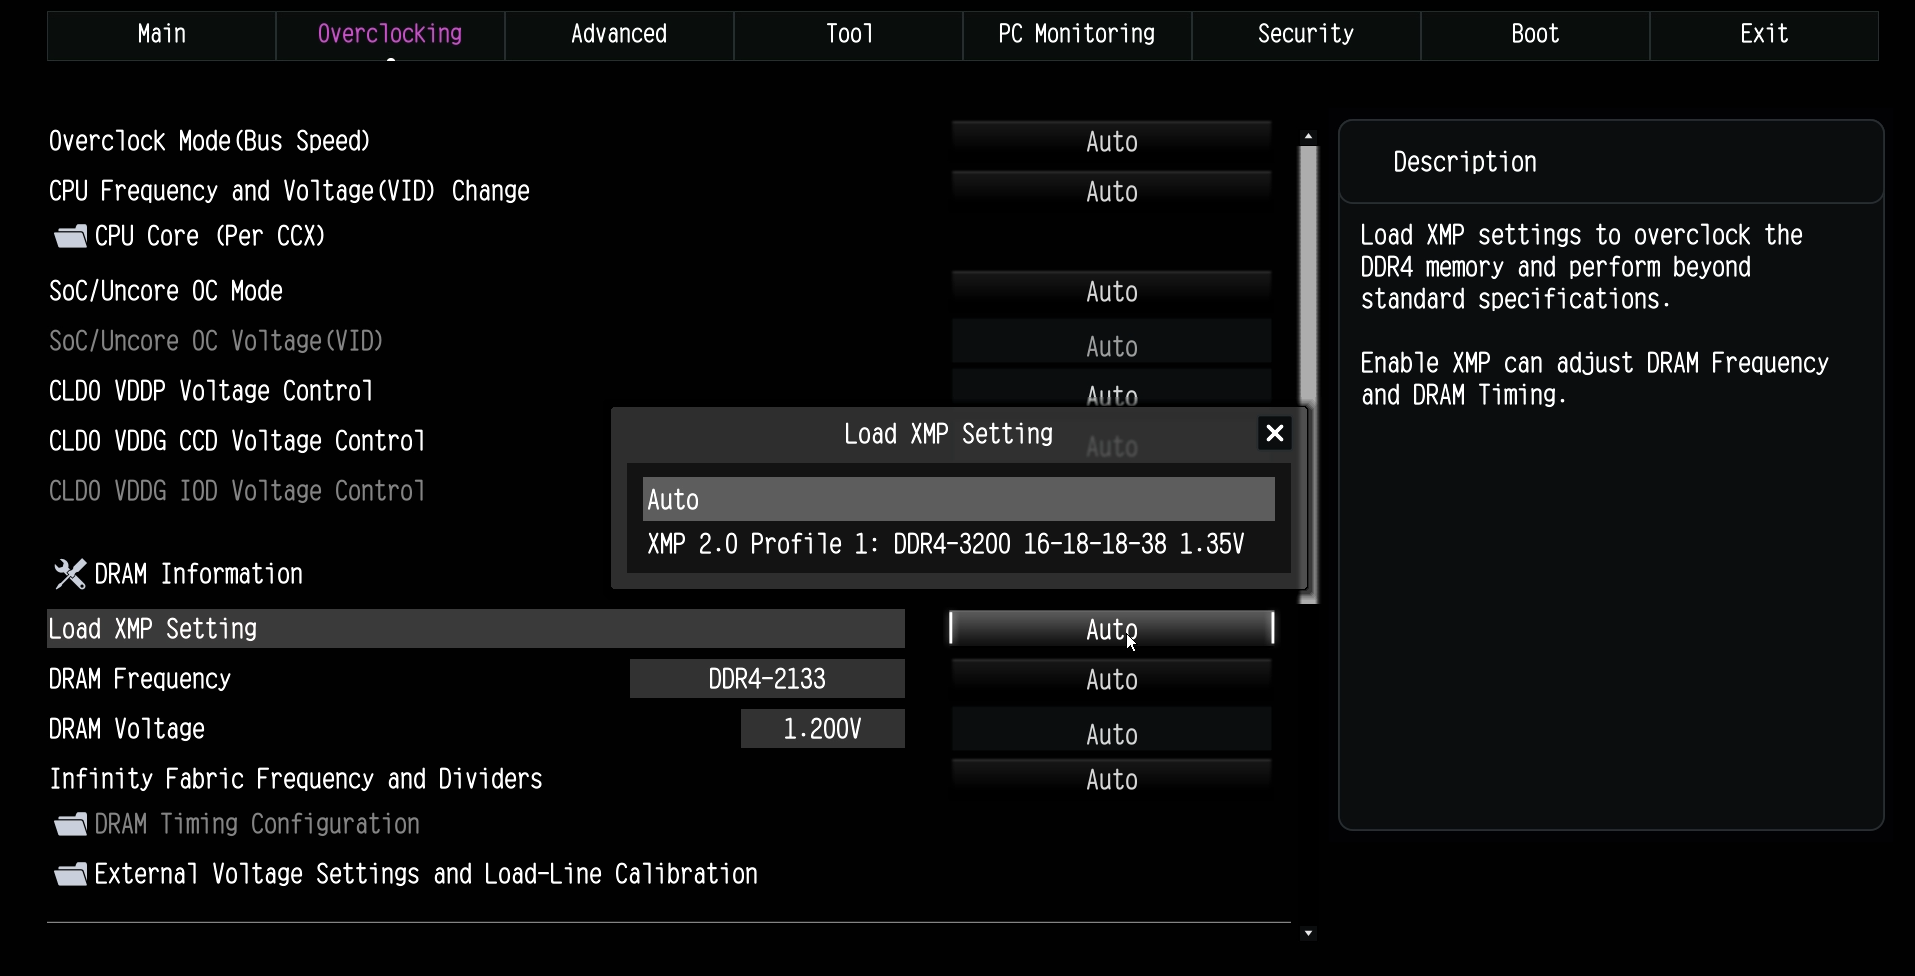 Main Overclocking Advanced Tool PC Monitoring Security Boot Exit
Overclock Mode(Bus Speed) Auto
CPU Frequency and Voltage(VID) Change Auto
CPU Core (Per CCX)
SoC/Uncore OC Mode Auto
SoC/Uncore OC Voltage(VID) Auto
CLDO VDDP Voltage Control Auto
CLDO VDDG CCD Voltage Control Auto
CLDO VDDG IOD Voltage Control
Load XMP Setting
Auto
XMP 2.0 Profile 1: DDR4-3200 16-18-18-38 1.35V
DRAM Information
Load XMP Setting Auto
DRAM Frequency DDR4-2133 Auto
DRAM Voltage 1.200V Auto
Infinity Fabric Frequency and Dividers Auto
DRAM Timing Configuration
External Voltage Settings and Load-Line Calibration
Description
Load XMP settings to overclock the
DDR4 memory and perform beyond
standard specifications.
Enable XMP can adjust DRAM Frequency
and DRAM Timing.